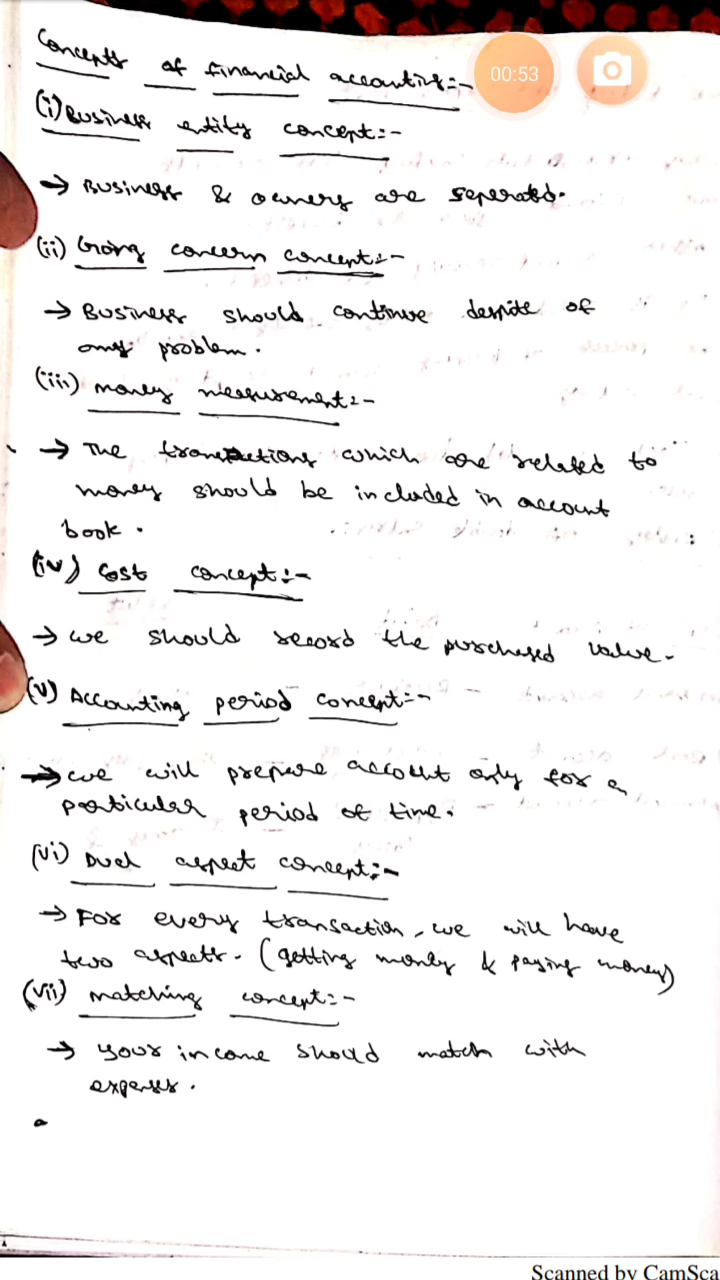 Concepts of financial accounting:-
00:53
(i) Business entity concept:-
→ Business & owners are seperated.
(ii) Going concern concept:-
→ Business should continue despite of
any problem.
(iii) money measurement:-
→ The transactions which are related to
money should be included in account
book.
(iv) Cost concept:-
→ we should record the purchased value.
(v) Accounting period concept:-
→ we will prepare account only for a
particular period of time.
(vi) Dual aspect concept:-
→ For every transaction, we will have
two aspects. (getting money & paying money)
(vii) matching concept:-
→ your income should match with
expenses.
Scanned by CamSca